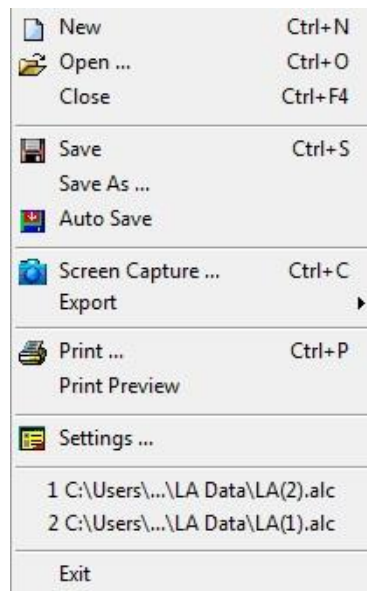 New Ctrl+N
Open ... Ctrl+O
Close Ctrl+F4
Save Ctrl+S
Save As ...
Auto Save
Screen Capture ... Ctrl+C
Export
Print ... Ctrl+P
Print Preview
Settings ...
1 C:\Users\...\LA Data\LA(2).alc
2 C:\Users\...\LA Data\LA(1).alc
Exit